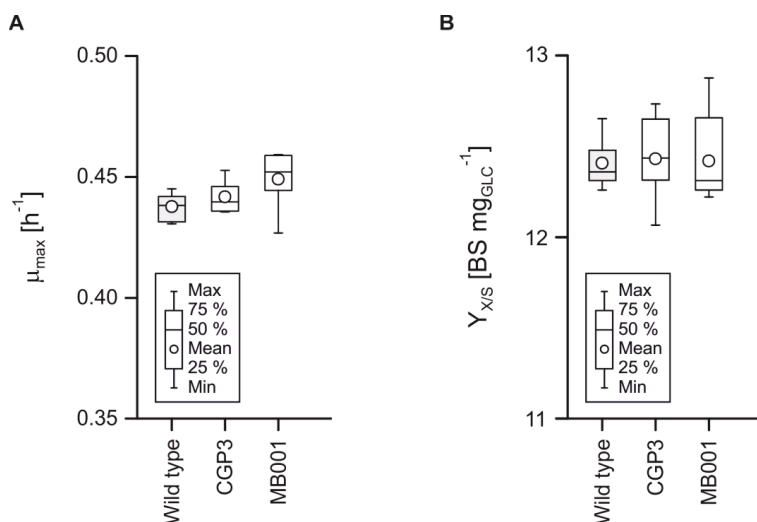 A
0.50
0.45
0.40
0.35
μmax [h-1]
Max
75 %
50 %
Mean
25 %
Min
Wild type
CGP3
MB001
B
13
12
11
YX/S [BS mgGLC-1]
Max
75 %
50 %
Mean
25 %
Min
Wild type
CGP3
MB001